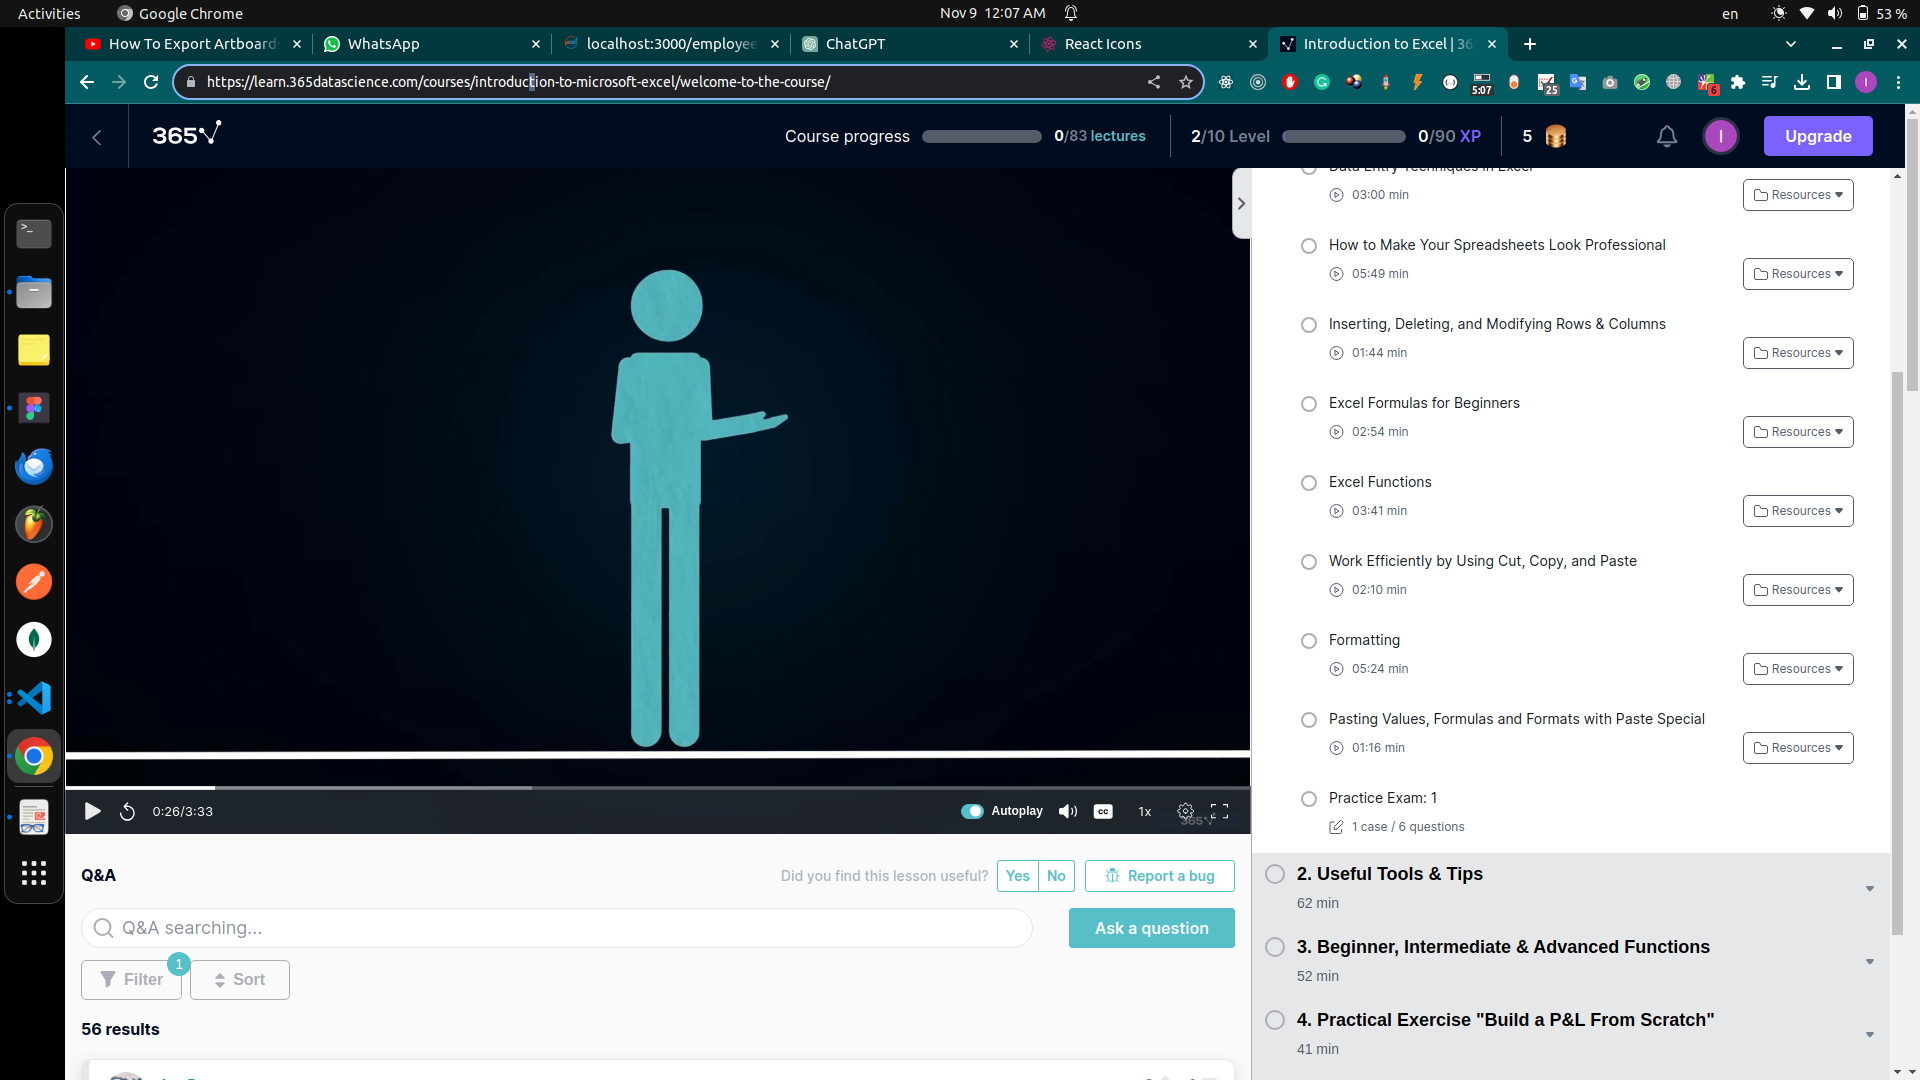 Activities
Google Chrome
Nov 9 12:07 AM
en
53 %
How To Export Artboard
WhatsApp
localhost:3000/employee
ChatGPT
React Icons
Introduction to Excel | 36
https://learn.365datascience.com/courses/introduction-to-microsoft-excel/welcome-to-the-course/
5:07
25
6
I
365
Course progress
0/83 lectures
2/10 Level
0/90 XP
5
I
Upgrade
Data Entry Techniques in Excel
03:00 min
Resources
How to Make Your Spreadsheets Look Professional
05:49 min
Resources
Inserting, Deleting, and Modifying Rows & Columns
01:44 min
Resources
Excel Formulas for Beginners
02:54 min
Resources
Excel Functions
03:41 min
Resources
Work Efficiently by Using Cut, Copy, and Paste
02:10 min
Resources
Formatting
05:24 min
Resources
Pasting Values, Formulas and Formats with Paste Special
01:16 min
Resources
Practice Exam: 1
1 case / 6 questions
2. Useful Tools & Tips
62 min
3. Beginner, Intermediate & Advanced Functions
52 min
4. Practical Exercise "Build a P&L From Scratch"
41 min
0:26/3:33
Autoplay
cc
1x
365
Q&A
Did you find this lesson useful?
Yes
No
Report a bug
Q&A searching...
Ask a question
Filter
1
Sort
56 results